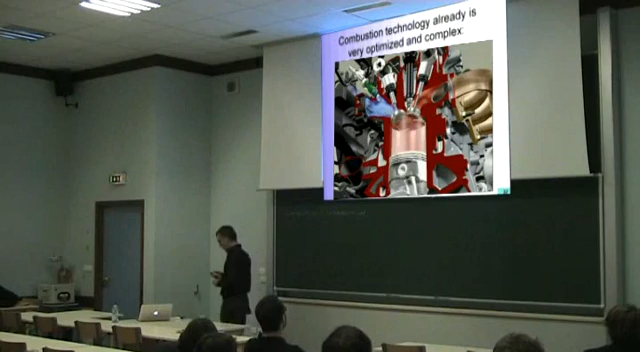 Combustion technology already is
very optimized and complex: